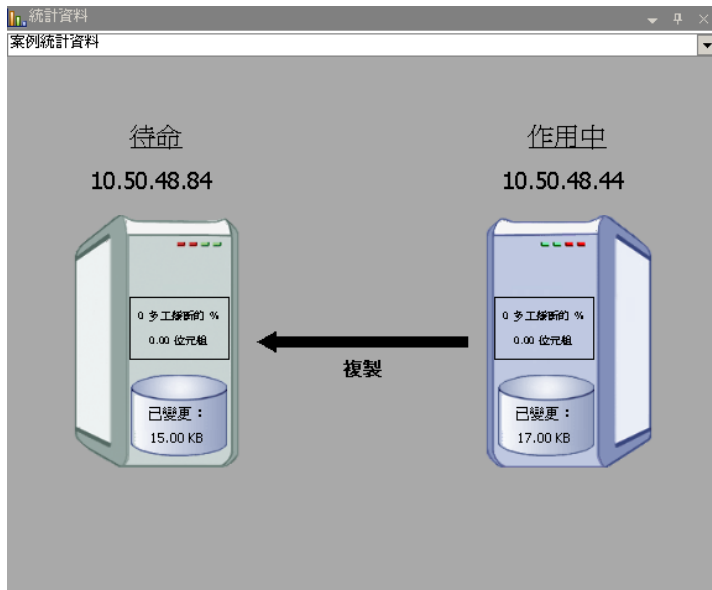 統計資料
案例統計資料
待命
10.50.48.84
作用中
10.50.48.44
0 多工緩衝的 %
0.00 位元組
0 多工緩衝的 %
0.00 位元組
複製
已變更：
15.00 KB
已變更：
17.00 KB